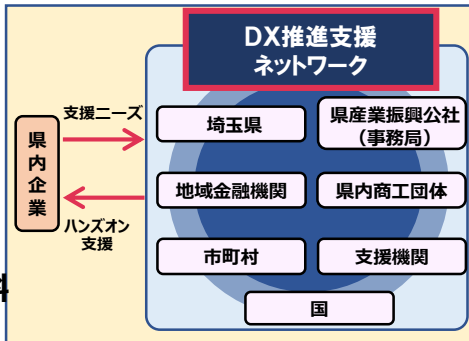 DX推進支援
ネットワーク
支援ニーズ
県内企業
ハンズオン
支援
埼玉県
県産業振興公社
（事務局）
地域金融機関
県内商工団体
市町村
支援機関
国